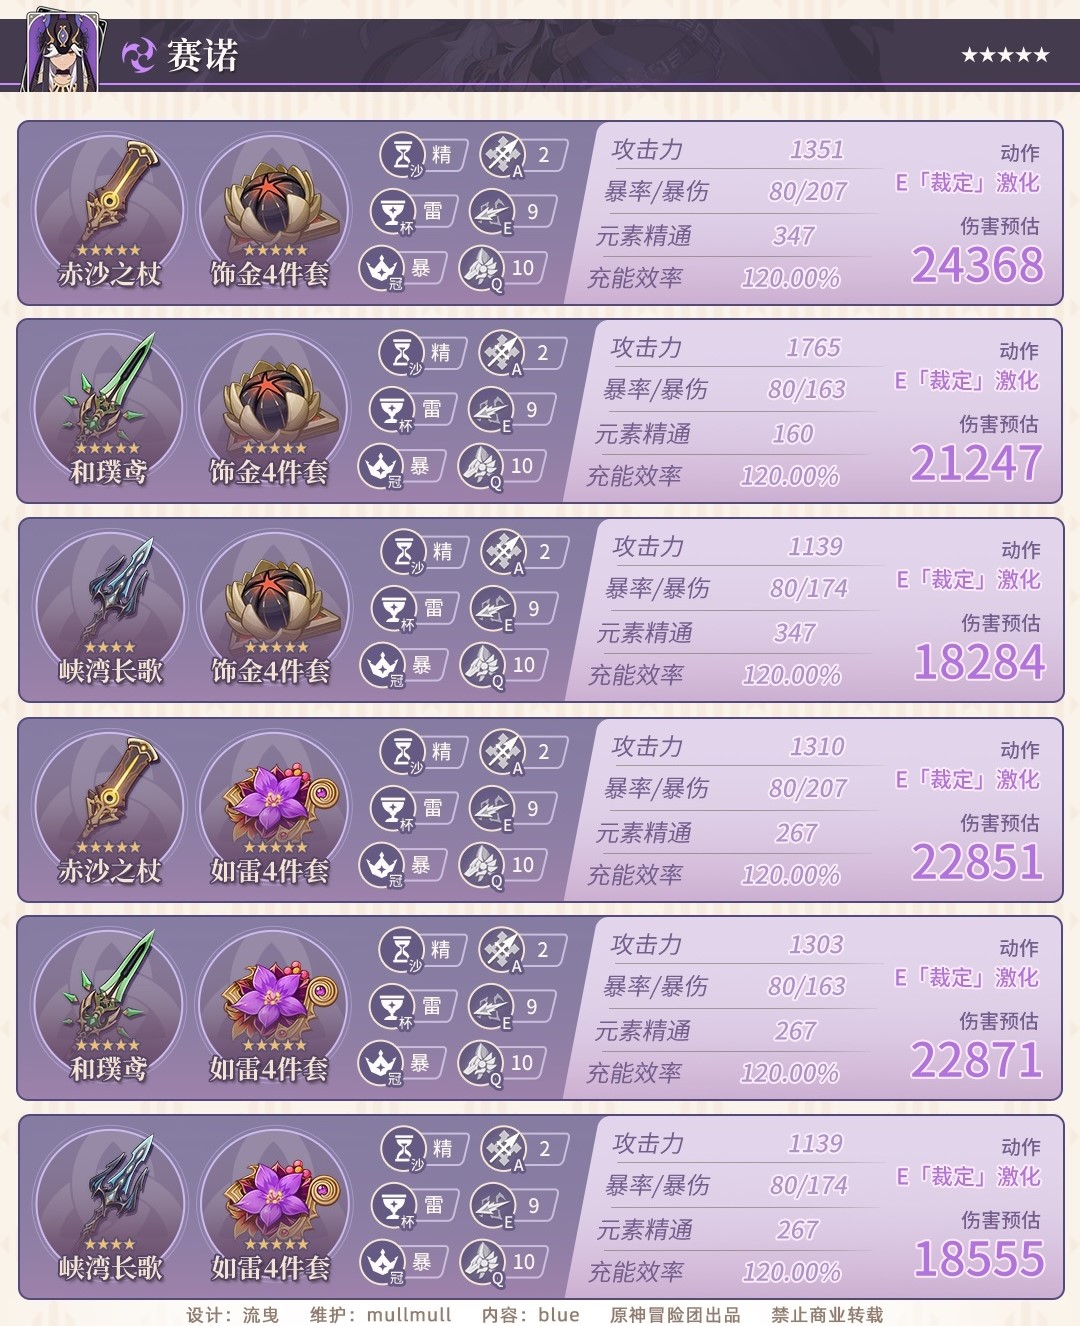 赛诺 ★★★★★
沙 精 A 2 攻击力 1351 动作
杯 雷 E 9 暴率/暴伤 80/207 E「裁定」激化
★★★★★ ★★★★★ 元素精通 347 伤害预估
赤沙之杖 饰金4件套 冠 暴 Q 10 充能效率 120.00% 24368
沙 精 A 2 攻击力 1765 动作
杯 雷 E 9 暴率/暴伤 80/163 E「裁定」激化
★★★★★ ★★★★★ 元素精通 160 伤害预估
和璞鸢 饰金4件套 冠 暴 Q 10 充能效率 120.00% 21247
沙 精 A 2 攻击力 1139 动作
杯 雷 E 9 暴率/暴伤 80/174 E「裁定」激化
★★★★ ★★★★★ 元素精通 347 伤害预估
峡湾长歌 饰金4件套 冠 暴 Q 10 充能效率 120.00% 18284
沙 精 A 2 攻击力 1310 动作
杯 雷 E 9 暴率/暴伤 80/207 E「裁定」激化
★★★★★ ★★★★★ 元素精通 267 伤害预估
赤沙之杖 如雷4件套 冠 暴 Q 10 充能效率 120.00% 22851
沙 精 A 2 攻击力 1303 动作
杯 雷 E 9 暴率/暴伤 80/163 E「裁定」激化
★★★★★ ★★★★★ 元素精通 267 伤害预估
和璞鸢 如雷4件套 冠 暴 Q 10 充能效率 120.00% 22871
沙 精 A 2 攻击力 1139 动作
杯 雷 E 9 暴率/暴伤 80/174 E「裁定」激化
★★★★ ★★★★★ 元素精通 267 伤害预估
峡湾长歌 如雷4件套 冠 暴 Q 10 充能效率 120.00% 18555
设计：流曳 维护：mullmull 内容：blue 原神冒险团出品 禁止商业转载